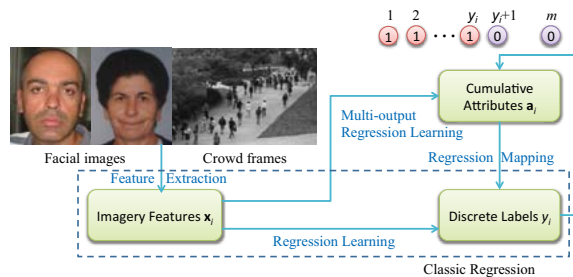 1 2 y_i y_i+1 m
1 1 ··· 1 0 0
Cumulative
Attributes a_i
Multi-output
Regression Learning
Facial images Crowd frames
Regression Mapping
Feature Extraction
Imagery Features x_i
Discrete Labels y_i
Regression Learning
Classic Regression